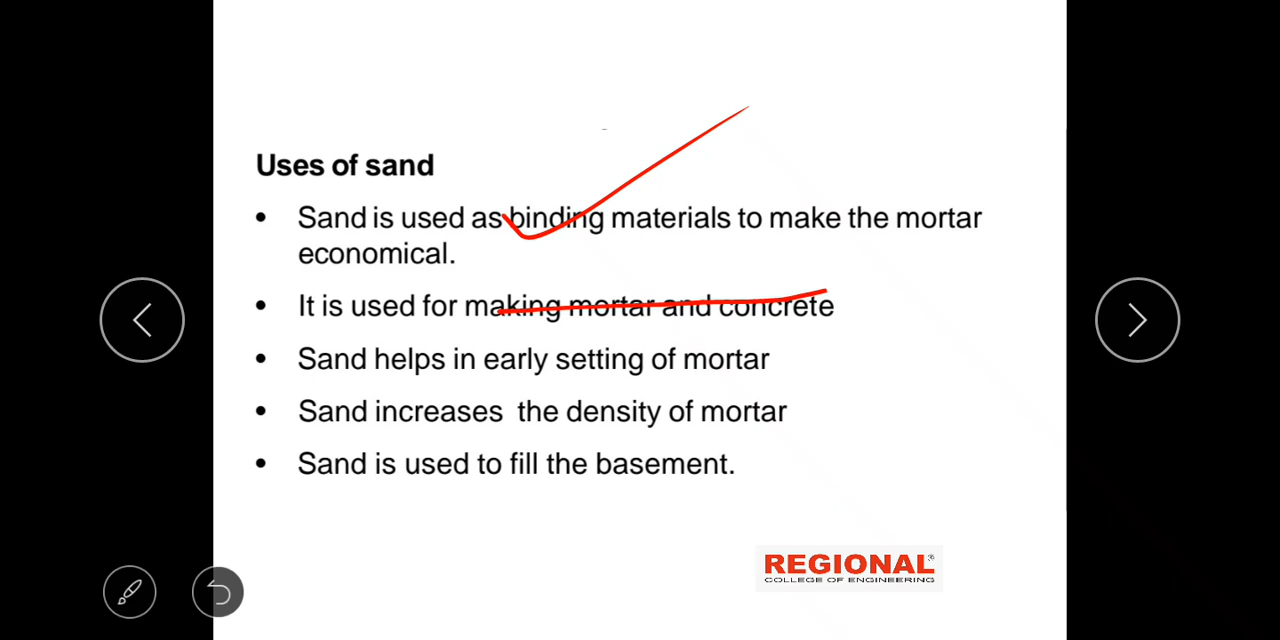 Uses of sand
• Sand is used as binding materials to make the mortar
economical.
• It is used for making mortar and concrete
• Sand helps in early setting of mortar
• Sand increases  the density of mortar
• Sand is used to fill the basement.
REGIONAL®
COLLEGE OF ENGINEERING